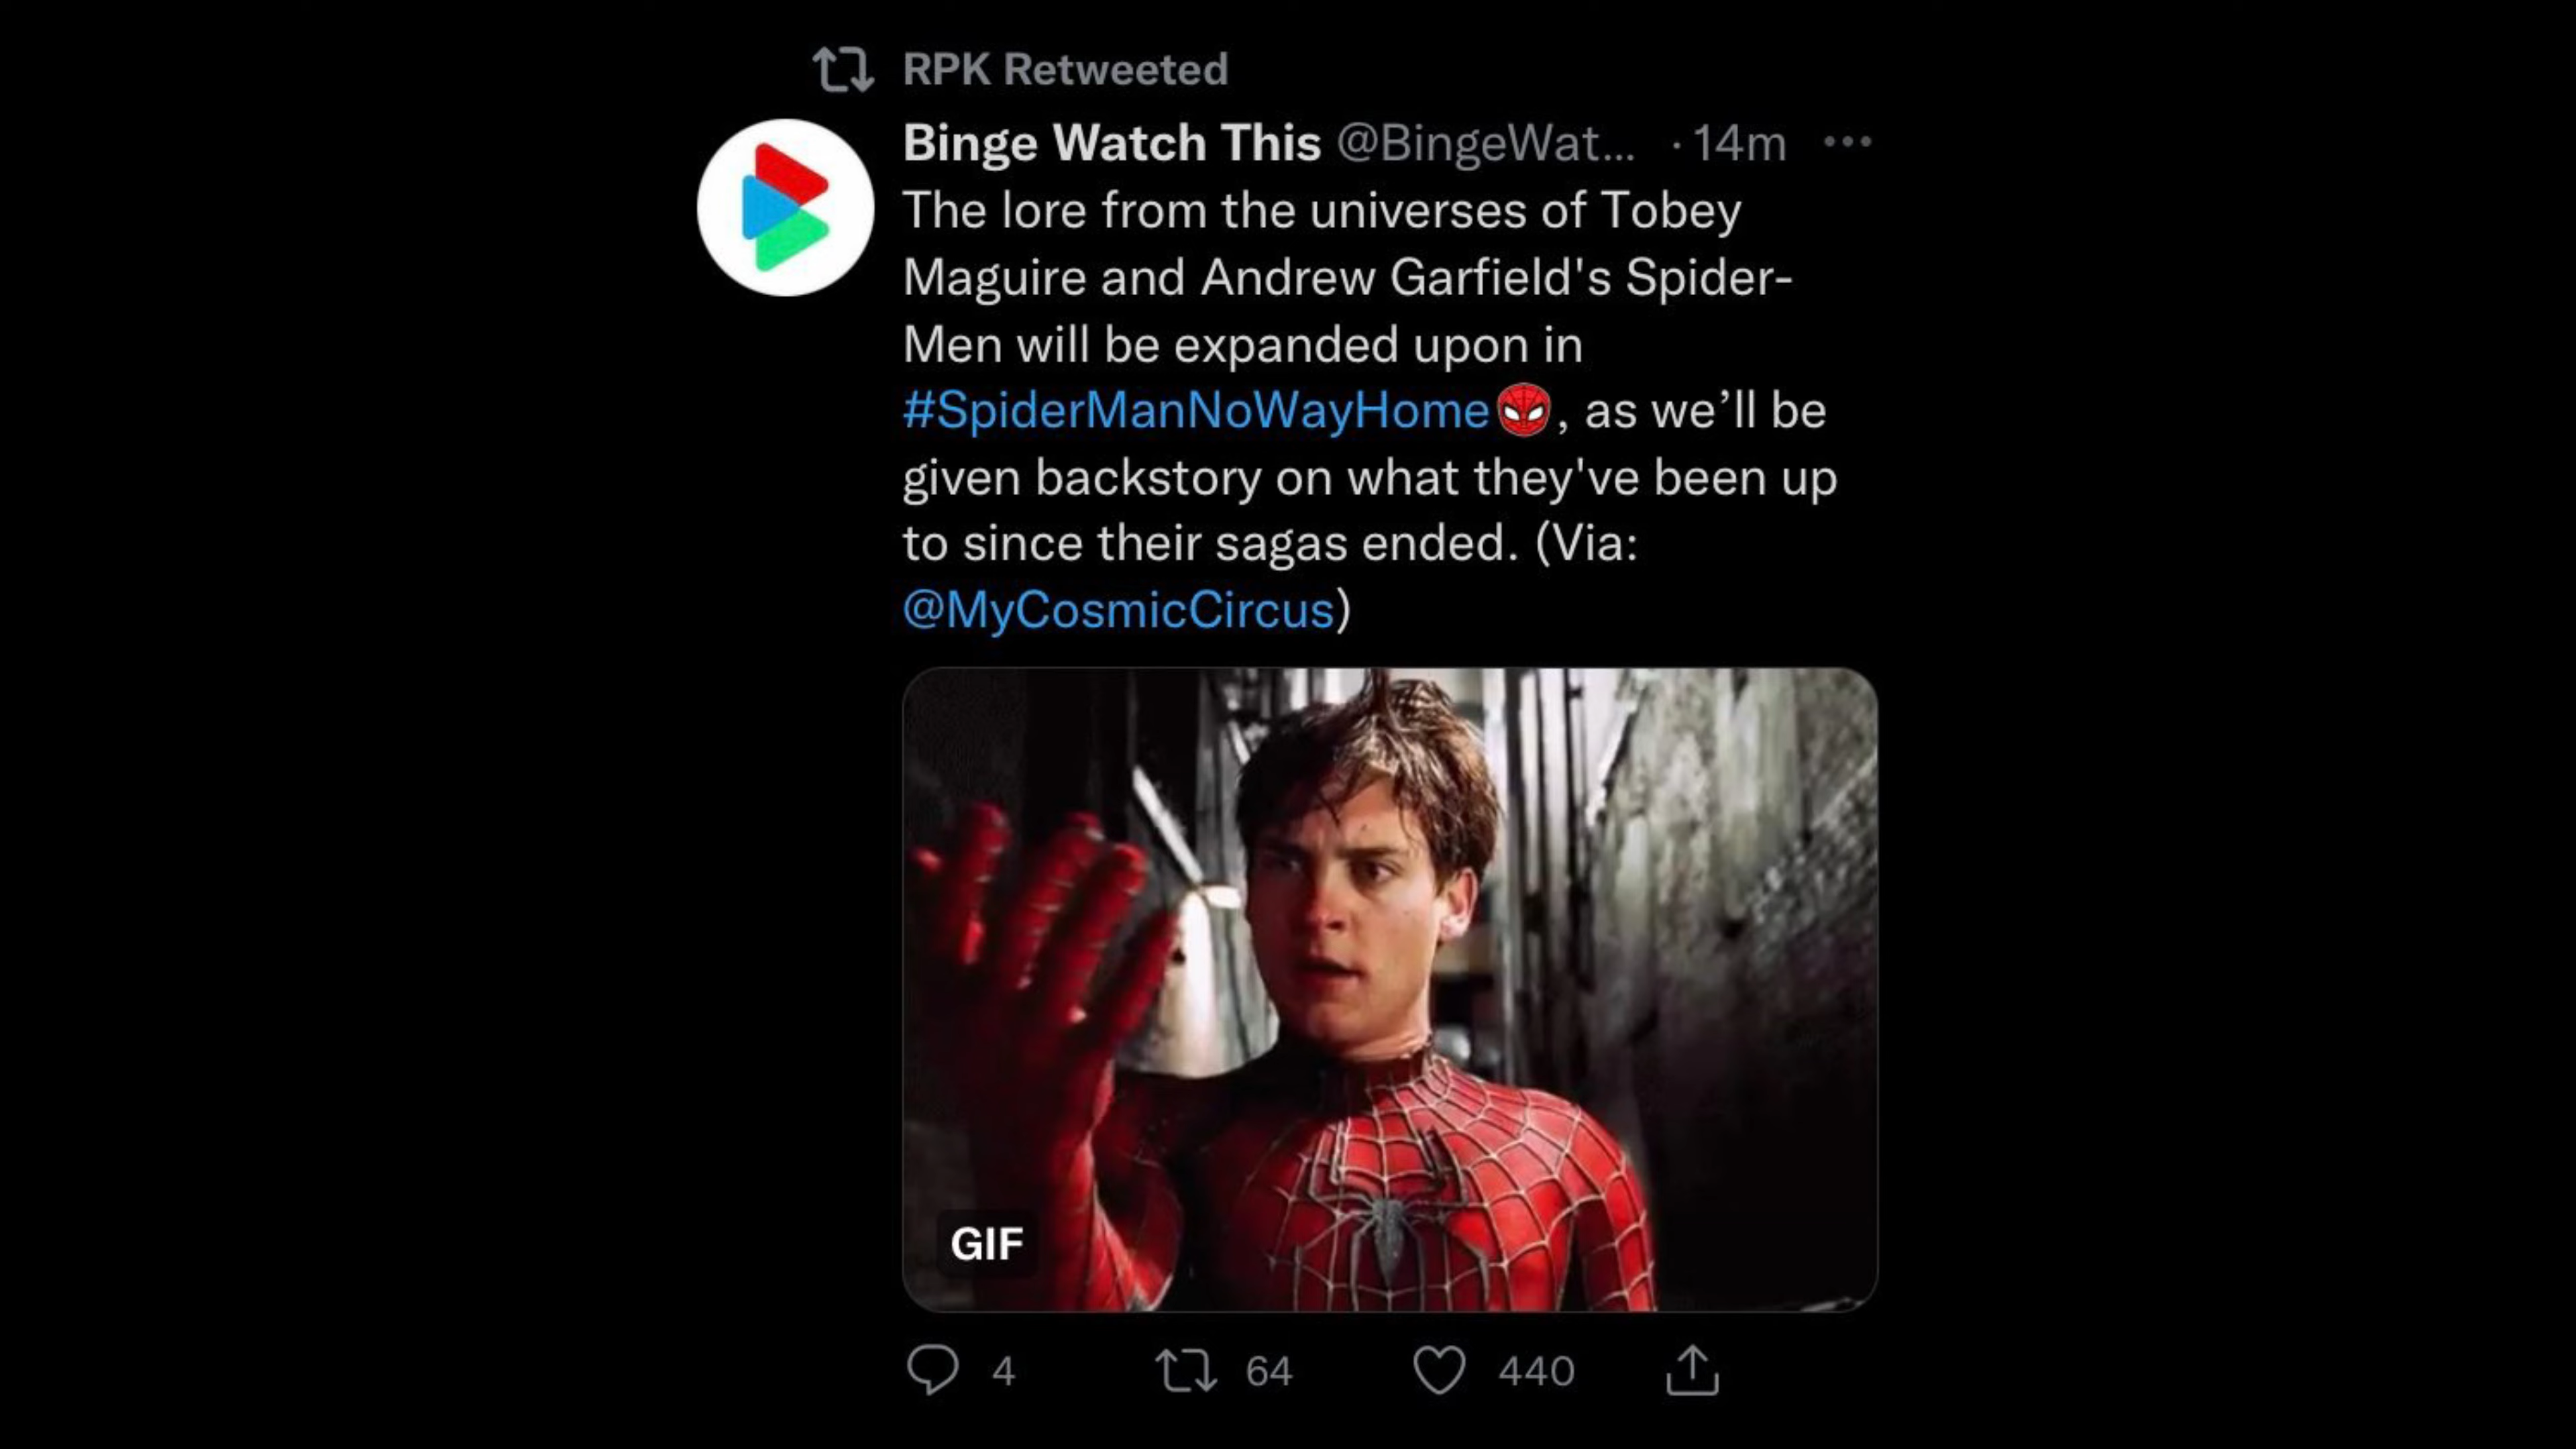 RPK Retweeted
Binge Watch This @BingeWat... · 14m
The lore from the universes of Tobey
Maguire and Andrew Garfield's Spider-
Men will be expanded upon in
#SpiderManNoWayHome, as we’ll be
given backstory on what they've been up
to since their sagas ended. (Via:
@MyCosmicCircus)
GIF
4 64 440